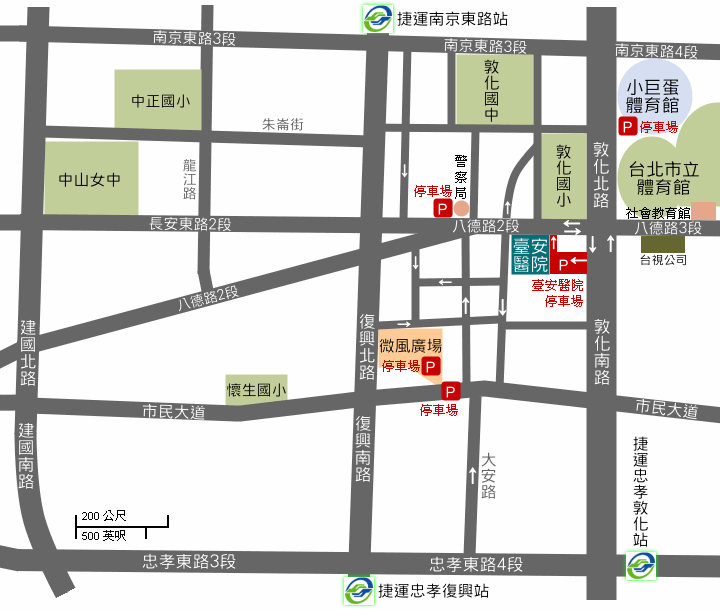 捷運南京東路站
南京東路3段
南京東路3段
南京東路4段
敦化國中
小巨蛋
體育館
P
停車場
中正國小
朱崙街
中山女中
龍江路
警察局
停車場
P
敦化國小
敦化北路
台北市立
體育館
社會教育館
長安東路2段
八德路2段
八德路3段
臺安
醫院
P
台視公司
臺安醫院
停車場
八德路2段
建國北路
復興北路
微風廣場
停車場
P
敦化南路
懷生國小
P
停車場
市民大道
市民大道
建國南路
復興南路
大安路
捷運忠孝敦化站
200 公尺
500 英呎
忠孝東路3段
忠孝東路4段
捷運忠孝復興站